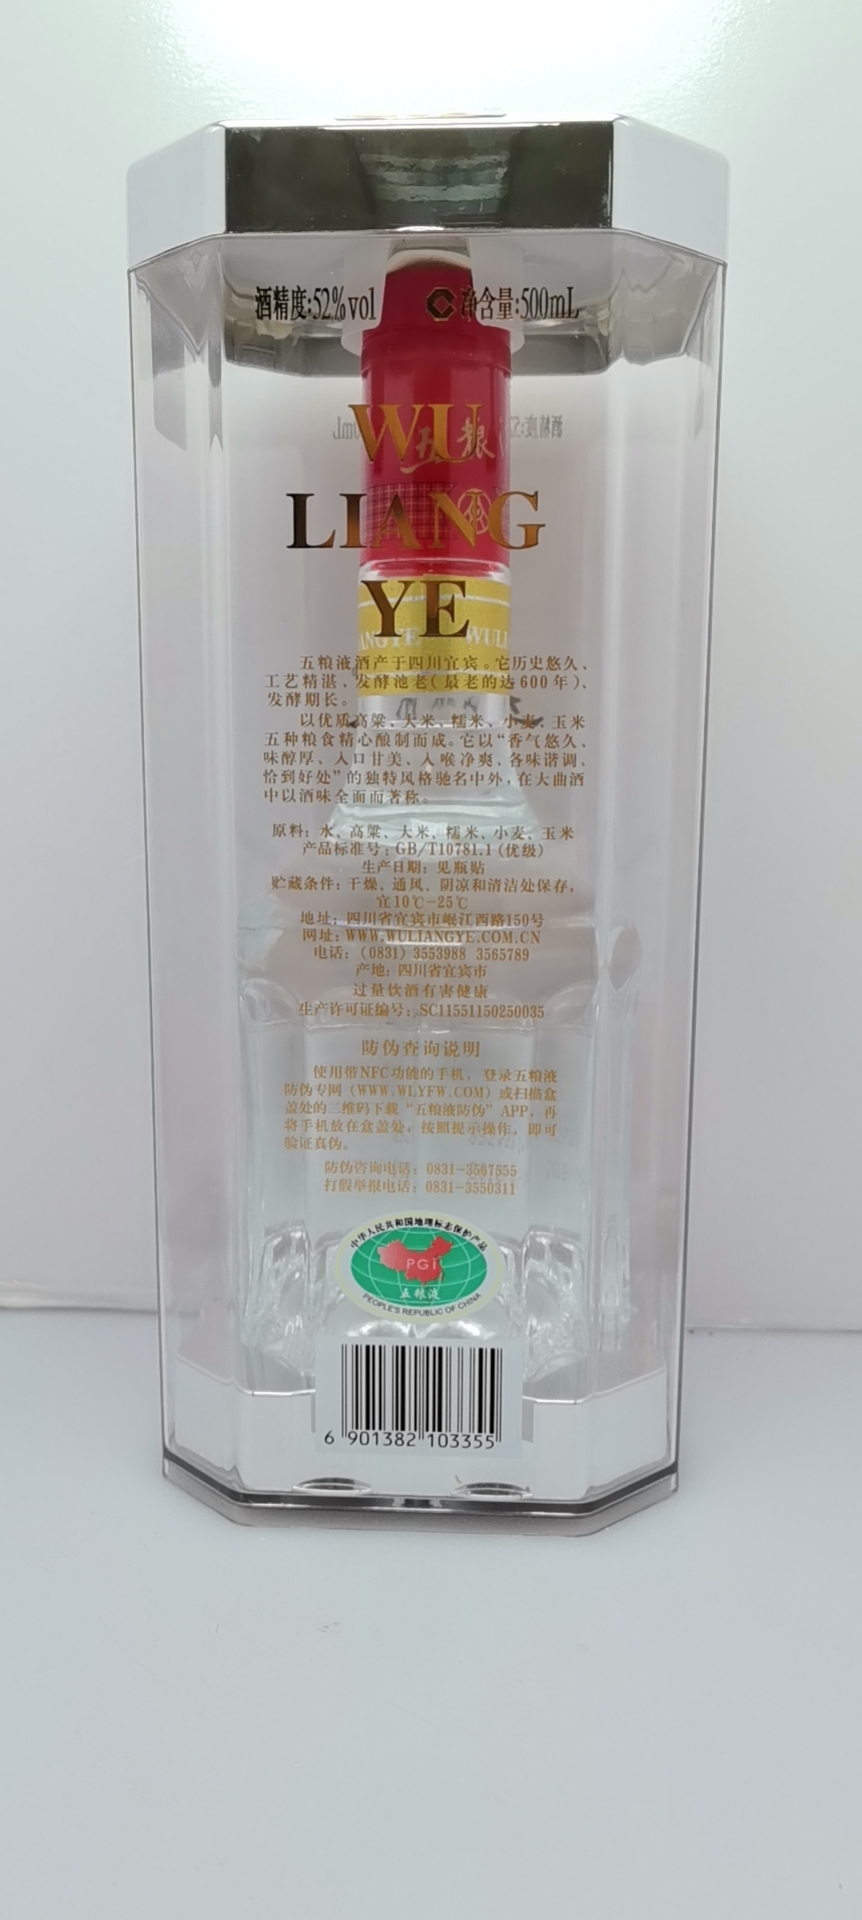 酒精度:52%vol 净含量:500mL
WU
LIANG
YE
五粮液酒产于四川宜宾。它历史悠久、
工艺精湛、发酵池老(最老的达600年)、
发酵期长。
以优质高粱、大米、糯米、小麦、玉米
五种粮食精心酿制而成。它以“香气悠久、
味醇厚、入口甘美、入喉净爽、各味谐调、
恰到好处”的独特风格驰名中外,在大曲酒
中以酒味全面而著称。
原料: 水、高粱、大米、糯米、小麦、玉米
产品标准号: GB/T10781.1(优级)
生产日期: 见瓶贴
贮藏条件: 干燥、通风、阴凉和清洁处保存,
宜10℃-25℃
地址: 四川省宜宾市岷江西路150号
网址: WWW.WULIANGYE.COM.CN
电话: (0831) 3553988 3565789
产地: 四川省宜宾市
过量饮酒有害健康
生产许可证编号: SC11551150250035
防伪查询说明
使用带NFC功能的手机, 登录五粮液
防伪专网(WWW.WLYFW.COM)或扫描盒
盖处的二维码下载“五粮液防伪”APP,再
将手机放在盒盖处, 按照提示操作, 即可
验证真伪。
防伪咨询电话: 0831-3567555
打假举报电话: 0831-3550311
中华人民共和国地理标志保护产品
PGI
五粮液
PEOPLE'S REPUBLIC OF CHINA
6 901382 103355